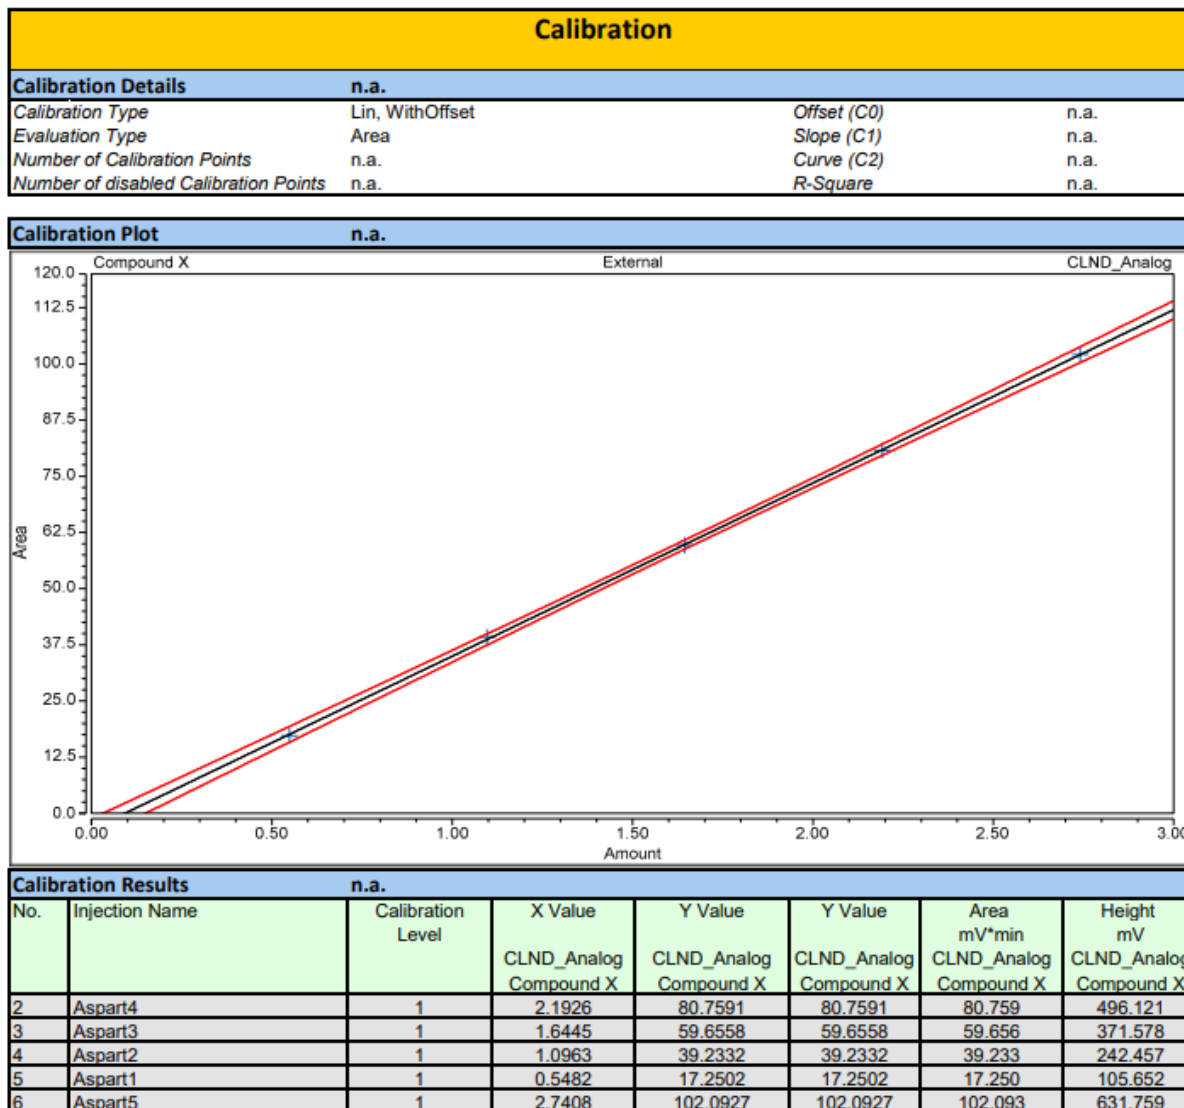 Calibration
Calibration Details n.a.
Calibration Type Lin, WithOffset Offset (C0) n.a.
Evaluation Type Area Slope (C1) n.a.
Number of Calibration Points n.a. Curve (C2) n.a.
Number of disabled Calibration Points n.a. R-Square n.a.
Calibration Plot n.a.
Compound X External CLND_Analog
120.0
112.5
100.0
87.5
75.0
62.5
50.0
37.5
25.0
12.5
0.0
Area
0.00 0.50 1.00 1.50 2.00 2.50 3.00
Amount
Calibration Results n.a.
No. Injection Name Calibration X Value Y Value Y Value Area Height
Level mV*min mV
CLND_Analog CLND_Analog CLND_Analog CLND_Analog CLND_Analog
Compound X Compound X Compound X Compound X Compound X
2 Aspart4 1 2.1926 80.7591 80.7591 80.759 496.121
3 Aspart3 1 1.6445 59.6558 59.6558 59.656 371.578
4 Aspart2 1 1.0963 39.2332 39.2332 39.233 242.457
5 Aspart1 1 0.5482 17.2502 17.2502 17.250 105.652
6 Aspart5 1 2.7408 102.0927 102.0927 102.093 631.759